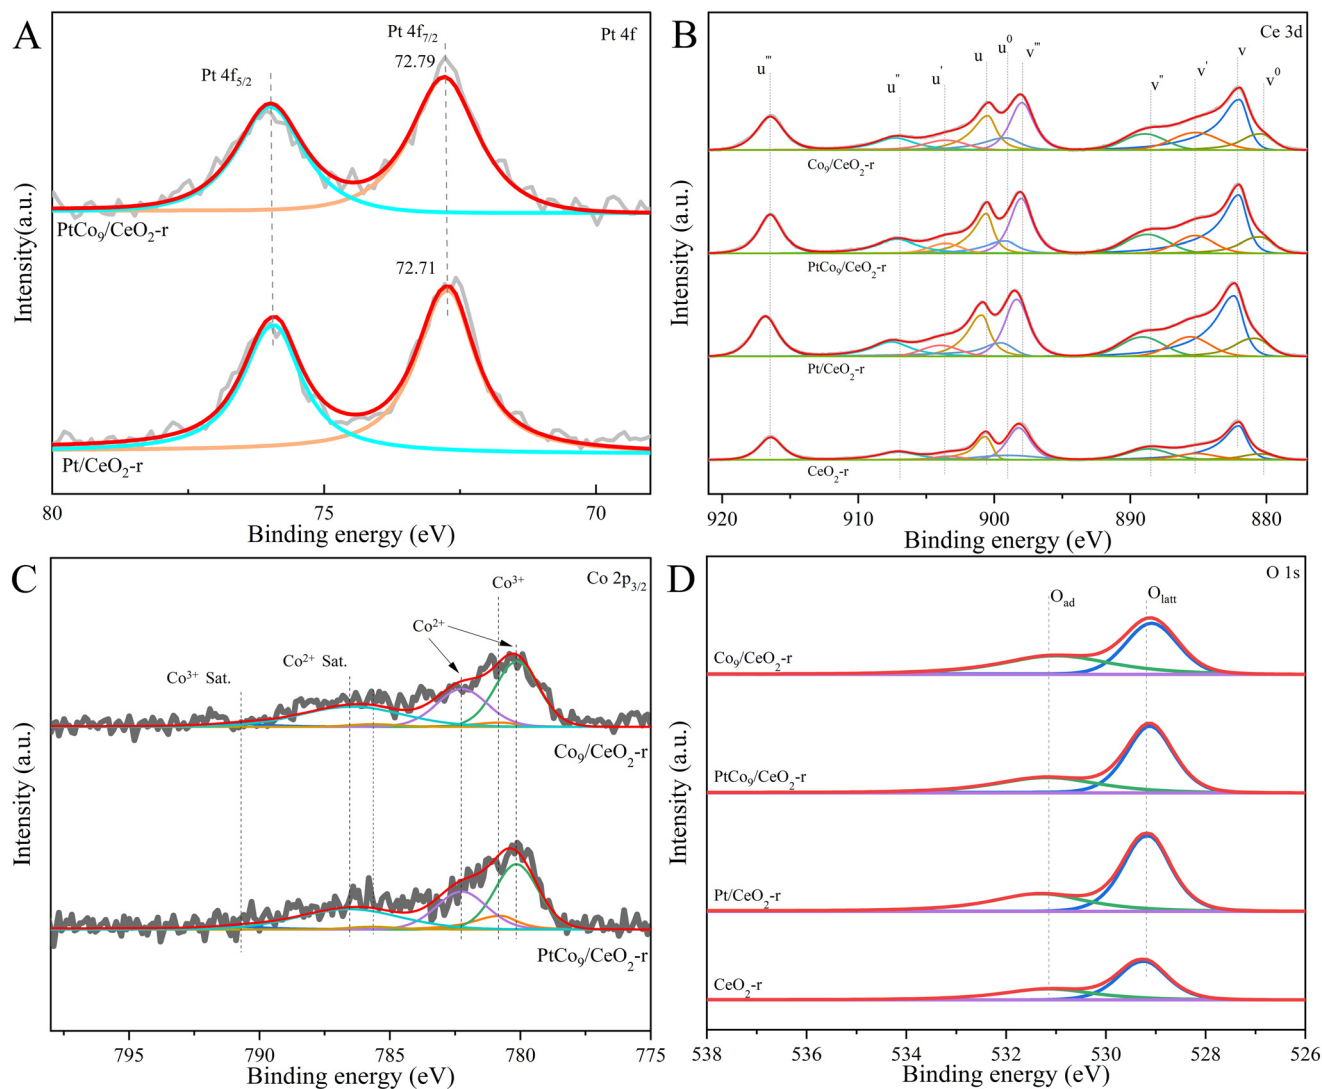 A
Pt 4f
Pt 4f5/2
Pt 4f7/2
72.79
PtCo9/CeO2-r
72.71
Pt/CeO2-r
Intensity(a.u.)
80 75 70
Binding energy (eV)
B
Ce 3d
u''' u'' u' u u0 v''' v'' v' v v0
Co9/CeO2-r
PtCo9/CeO2-r
Pt/CeO2-r
CeO2-r
Intensity (a.u.)
920 910 900 890 880
Binding energy (eV)
C
Co 2p3/2
Co3+
Co2+
Co2+ Sat.
Co3+ Sat.
Co9/CeO2-r
PtCo9/CeO2-r
Intensity (a.u.)
795 790 785 780 775
Binding energy (eV)
D
O 1s
Oad
Olatt
Co9/CeO2-r
PtCo9/CeO2-r
Pt/CeO2-r
CeO2-r
Intensity (a.u.)
538 536 534 532 530 528 526
Binding energy (eV)